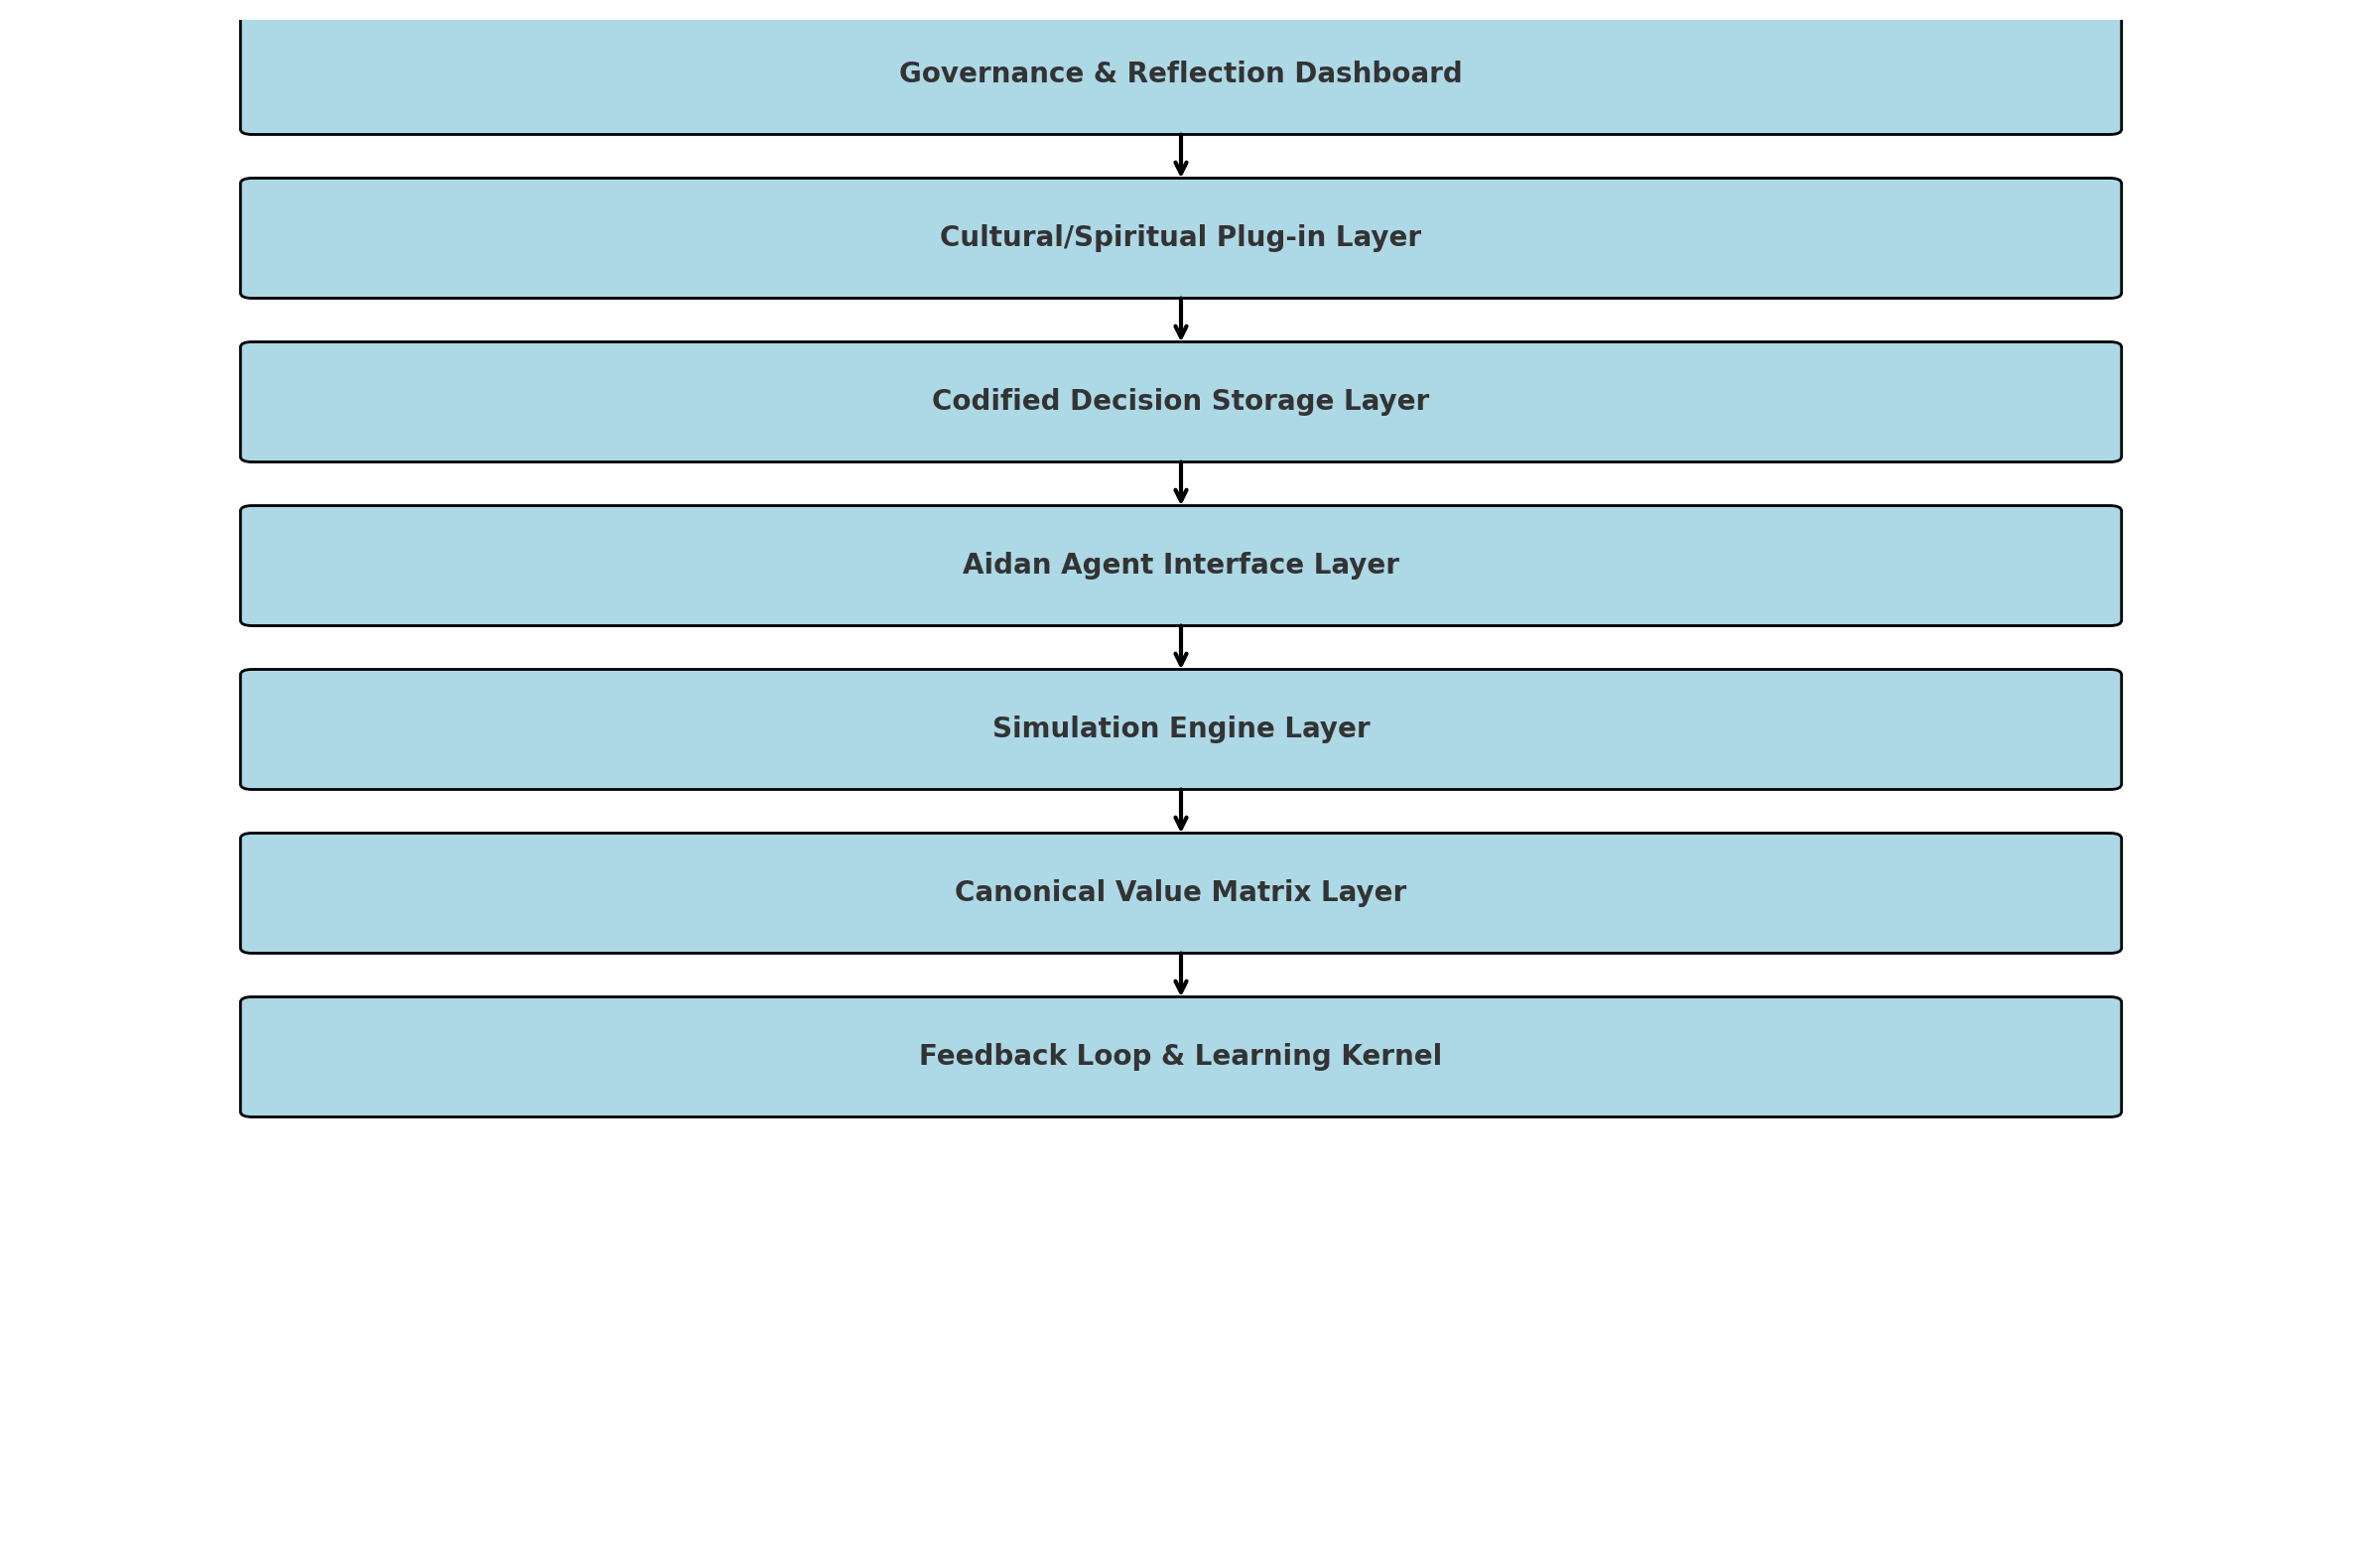 Governance & Reflection Dashboard
Cultural/Spiritual Plug-in Layer
Codified Decision Storage Layer
Aidan Agent Interface Layer
Simulation Engine Layer
Canonical Value Matrix Layer
Feedback Loop & Learning Kernel